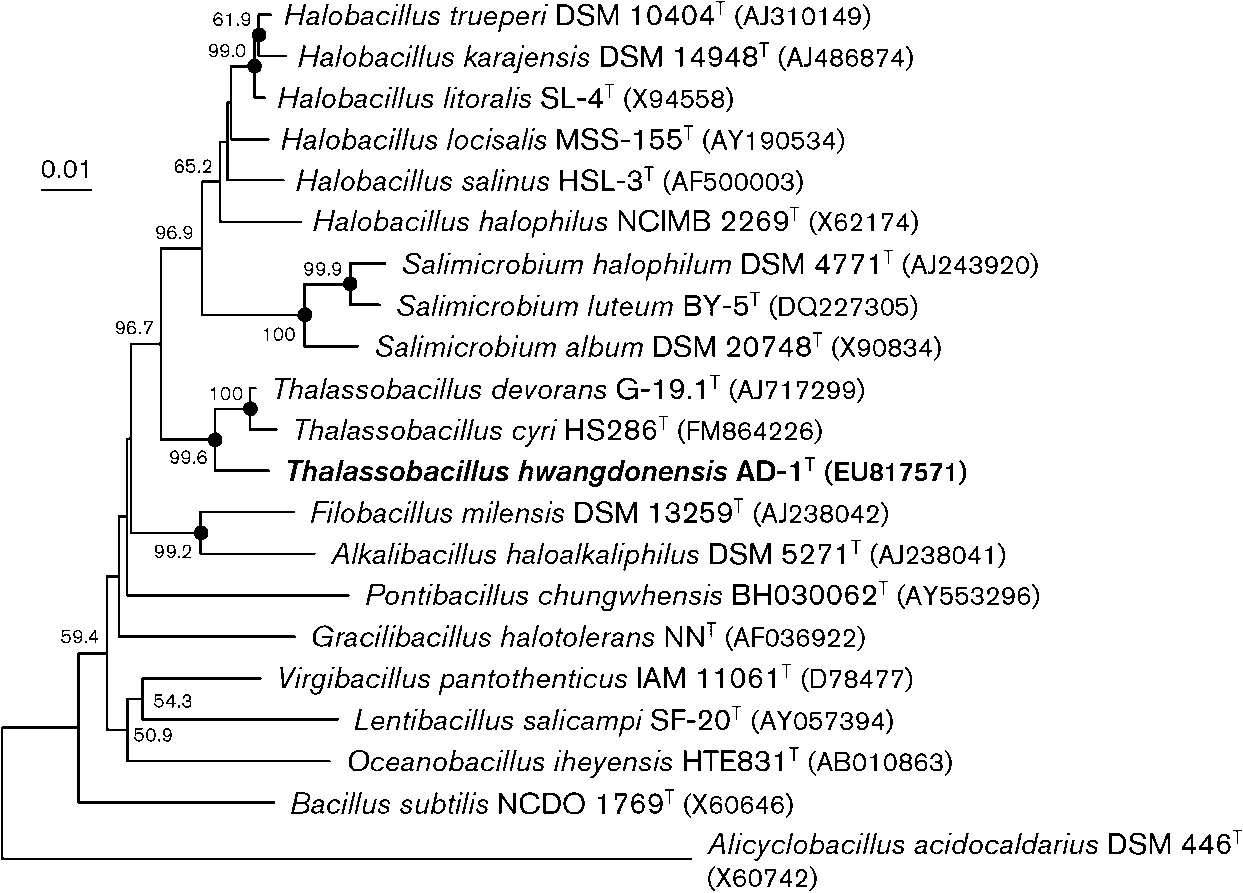 61.9
Halobacillus trueperi DSM 10404ᵀ (AJ310149)
99.0
Halobacillus karajensis DSM 14948ᵀ (AJ486874)
Halobacillus litoralis SL-4ᵀ (X94558)
Halobacillus locisalis MSS-155ᵀ (AY190534)
0.01
65.2
Halobacillus salinus HSL-3ᵀ (AF500003)
Halobacillus halophilus NCIMB 2269ᵀ (X62174)
96.9
99.9
Salimicrobium halophilum DSM 4771ᵀ (AJ243920)
Salimicrobium luteum BY-5ᵀ (DQ227305)
96.7
100
Salimicrobium album DSM 20748ᵀ (X90834)
100
Thalassobacillus devorans G-19.1ᵀ (AJ717299)
Thalassobacillus cyri HS286ᵀ (FM864226)
99.6
Thalassobacillus hwangdonensis AD-1ᵀ (EU817571)
Filobacillus milensis DSM 13259ᵀ (AJ238042)
99.2
Alkalibacillus haloalkaliphilus DSM 5271ᵀ (AJ238041)
Pontibacillus chungwhensis BH030062ᵀ (AY553296)
59.4
Gracilibacillus halotolerans NNᵀ (AF036922)
Virgibacillus pantothenticus IAM 11061ᵀ (D78477)
54.3
Lentibacillus salicampi SF-20ᵀ (AY057394)
50.9
Oceanobacillus iheyensis HTE831ᵀ (AB010863)
Bacillus subtilis NCDO 1769ᵀ (X60646)
Alicyclobacillus acidocaldarius DSM 446ᵀ
(X60742)